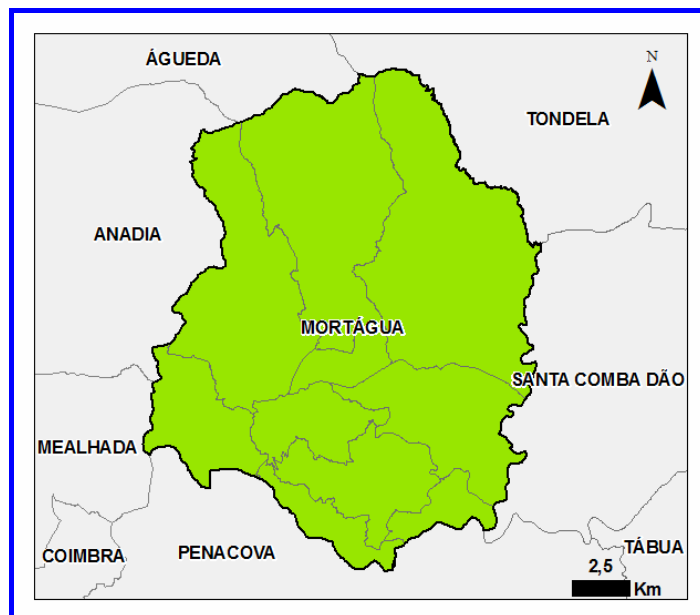 ÁGUEDA
N
TONDELA
ANADIA
MORTÁGUA
SANTA COMBA DÃO
MEALHADA
COIMBRA
PENACOVA
TÁBUA
2,5
Km